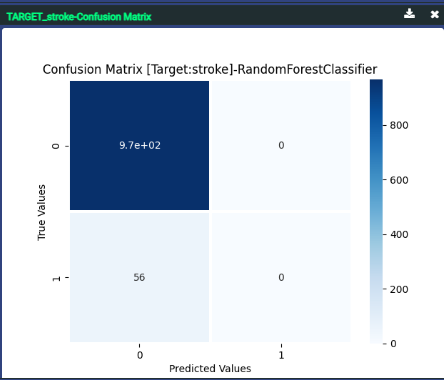 TARGET_stroke-Confusion Matrix
Confusion Matrix [Target:stroke]-RandomForestClassifier
True Values
0
9.7e+02
0
1
56
0
0
1
Predicted Values
800
600
400
200
0